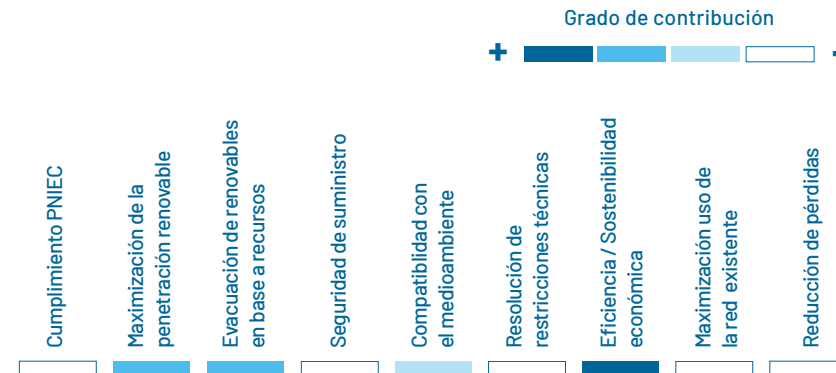 Grado de contribución
+
-
Cumplimiento PNIEC
Maximización de la
penetración renovable
Evacuación de renovables
en base a recursos
Seguridad de suministro
Compatiblidad con
el medioambiente
Resolución de
restricciones técnicas
Eficiencia / Sostenibilidad
económica
Maximización uso de
la red existente
Reducción de pérdidas